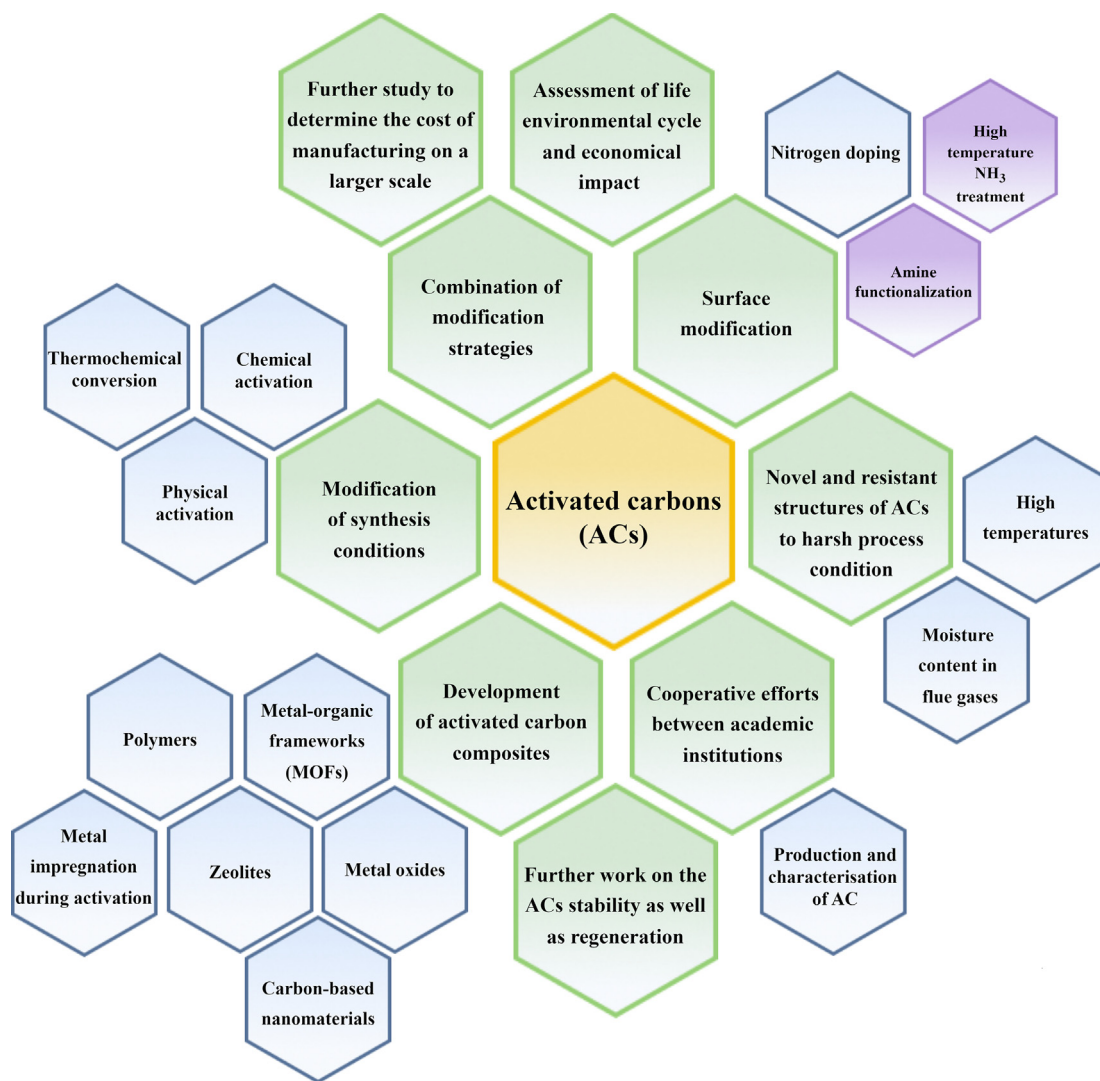 Further study to
determine the cost of
manufacturing on a
larger scale
Assessment of life
environmental cycle
and economical
impact
Nitrogen doping
High
temperature
NH₃
treatment
Amine
functionalization
Combination of
modification
strategies
Surface
modification
Thermochemical
conversion
Chemical
activation
Physical
activation
Modification
of synthesis
conditions
Activated carbons
(ACs)
Novel and resistant
structures of ACs
to harsh process
condition
High
temperatures
Moisture
content in
flue gases
Development
of activated carbon
composites
Cooperative efforts
between academic
institutions
Polymers
Metal-organic
frameworks
(MOFs)
Metal
impregnation
during activation
Zeolites
Metal oxides
Carbon-based
nanomaterials
Further work on the
ACs stability as well
as regeneration
Production and
characterisation
of AC